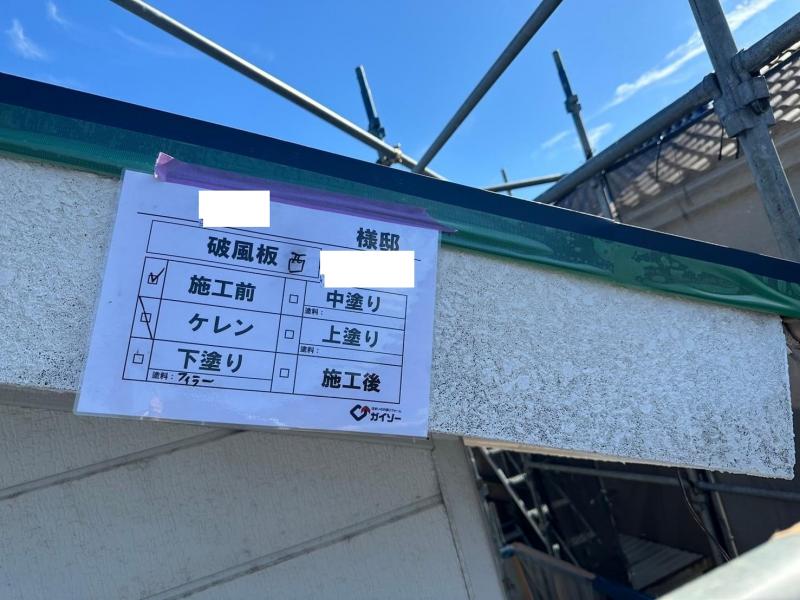 様邸
破風板 西
施工前
ケレン
下塗り
塗料： フィラー
中塗り
塗料：
上塗り
塗料：
施工後
ガイソー